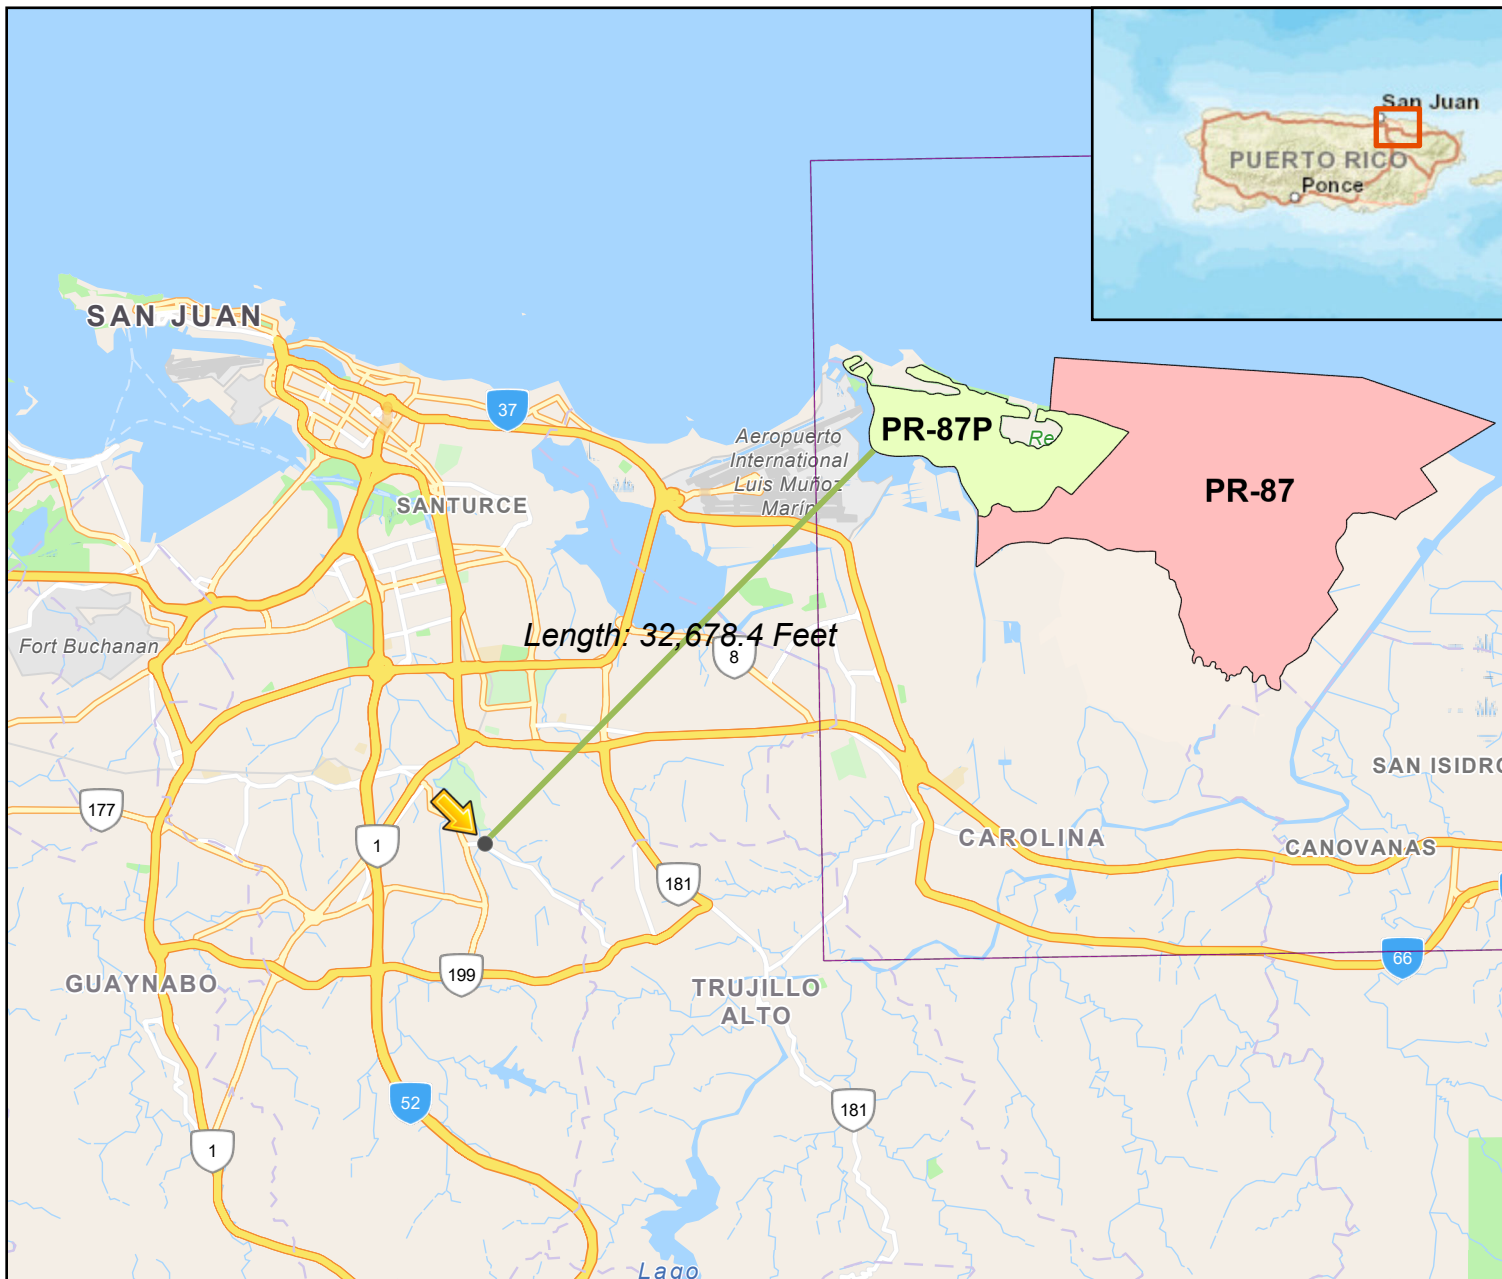 San Juan
PUERTO RICO
Ponce
SAN JUAN
37
Aeropuerto
International
Luis Muñoz
Marín
PR-87P
Re
PR-87
SANTURCE
Length: 32,678.4 Feet
Fort Buchanan
8
SAN ISIDRO
177
1
CAROLINA
CANOVANAS
181
199
66
GUAYNABO
TRUJILLO
ALTO
52
181
1
Lago